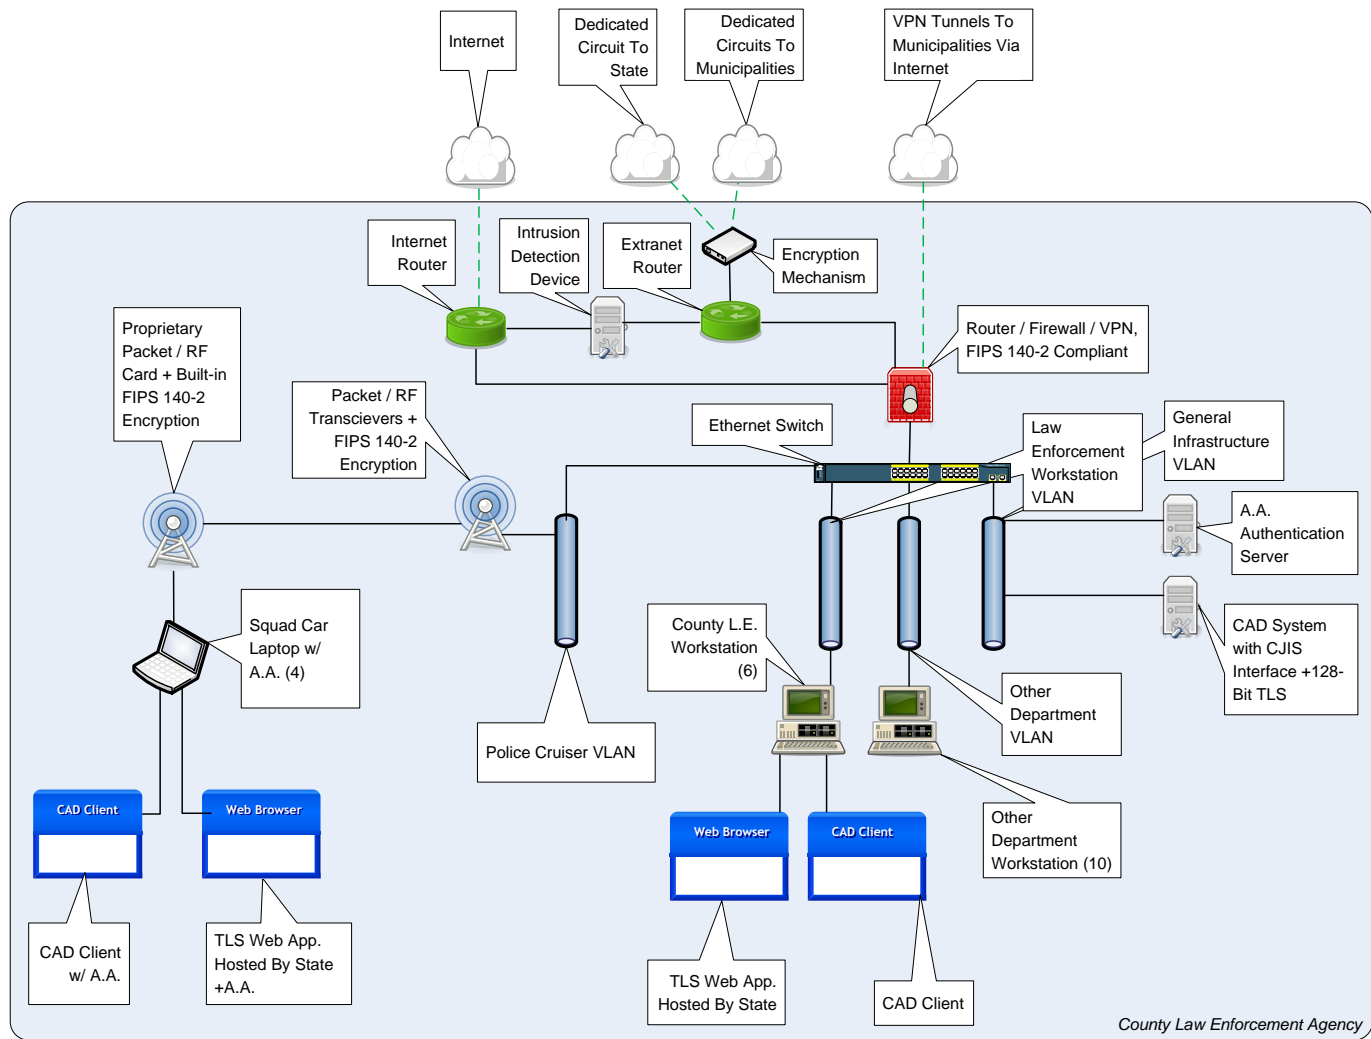 Internet
Dedicated
Circuit To
State
Dedicated
Circuits To
Municipalities
VPN Tunnels To
Municipalities Via
Internet
Internet
Router
Intrusion
Detection
Device
Extranet
Router
Encryption
Mechanism
Router / Firewall / VPN,
FIPS 140-2 Compliant
Proprietary
Packet / RF
Card + Built-in
FIPS 140-2
Encryption
Packet / RF
Transcievers +
FIPS 140-2
Encryption
Ethernet Switch
Law
Enforcement
Workstation
VLAN
General
Infrastructure
VLAN
A.A.
Authentication
Server
Squad Car
Laptop w/
A.A. (4)
County L.E.
Workstation
(6)
CAD System
with CJIS
Interface +128-
Bit TLS
Police Cruiser VLAN
Other
Department
VLAN
CAD Client
Web Browser
Web Browser
CAD Client
Other
Department
Workstation (10)
CAD Client
w/ A.A.
TLS Web App.
Hosted By State
+A.A.
TLS Web App.
Hosted By State
CAD Client
County Law Enforcement Agency